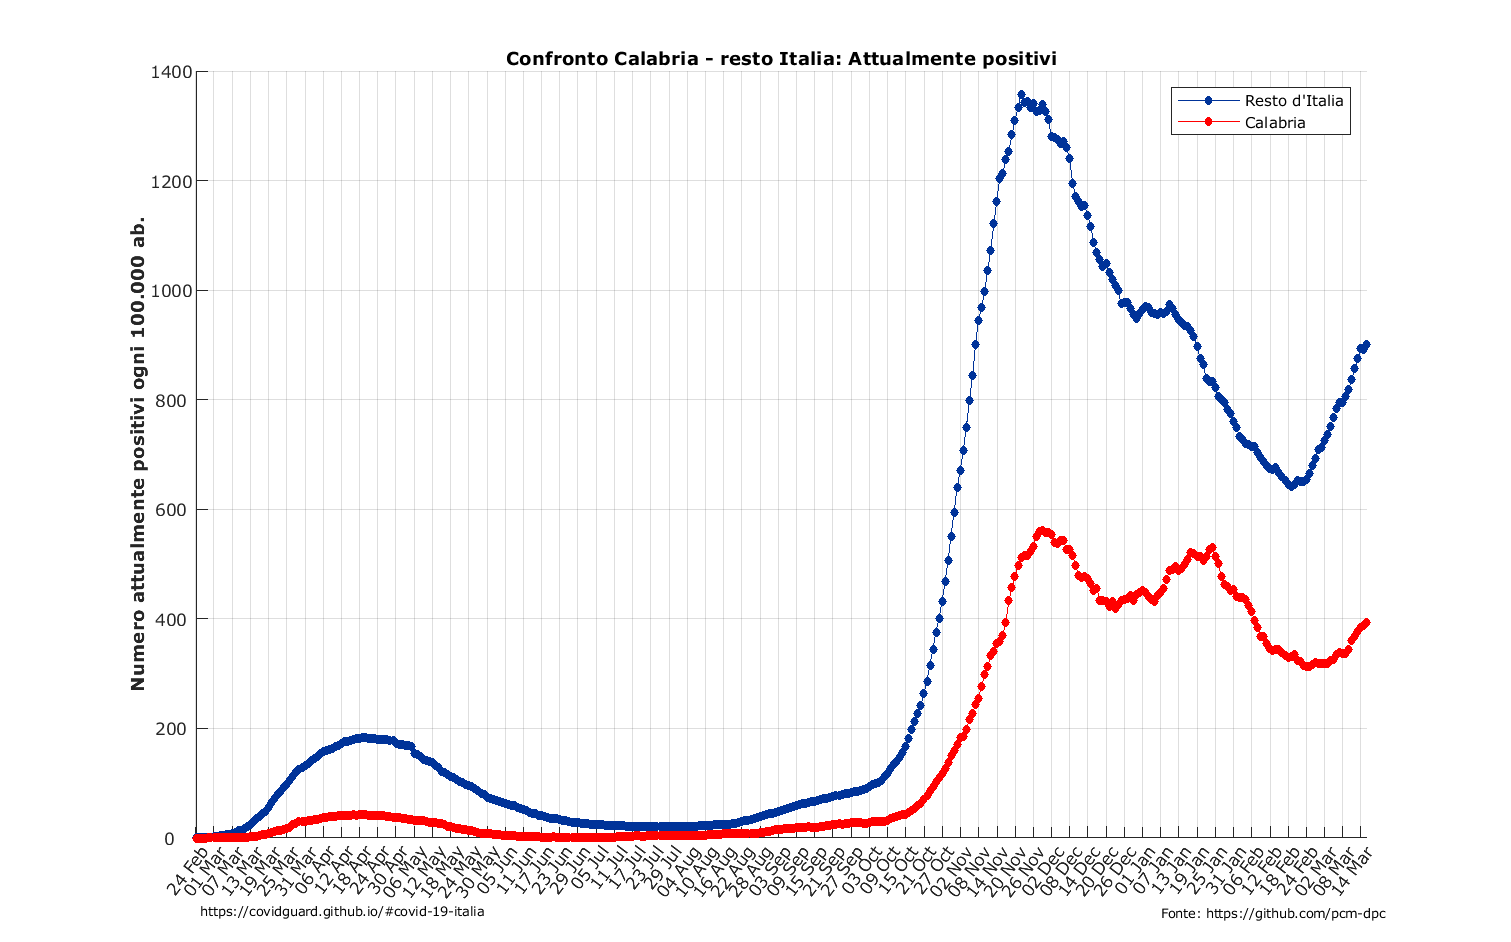 Confronto Calabria - resto Italia: Attualmente positivi
Numero attualmente positivi ogni 100.000 ab.
1400
1200
1000
800
600
400
200
0
Resto d'Italia
Calabria
24 Feb
01 Mar
07 Mar
13 Mar
19 Mar
25 Mar
31 Mar
06 Apr
12 Apr
18 Apr
24 Apr
30 Apr
06 May
12 May
18 May
24 May
30 May
05 Jun
11 Jun
17 Jun
23 Jun
29 Jun
05 Jul
11 Jul
17 Jul
23 Jul
29 Jul
04 Aug
10 Aug
16 Aug
22 Aug
28 Aug
03 Sep
09 Sep
15 Sep
21 Sep
27 Sep
03 Oct
09 Oct
15 Oct
21 Oct
27 Oct
02 Nov
08 Nov
14 Nov
20 Nov
26 Nov
02 Dec
08 Dec
14 Dec
20 Dec
26 Dec
01 Jan
07 Jan
13 Jan
19 Jan
25 Jan
31 Jan
06 Feb
12 Feb
18 Feb
24 Feb
02 Mar
08 Mar
14 Mar
https://covidguard.github.io/#covid-19-italia
Fonte: https://github.com/pcm-dpc